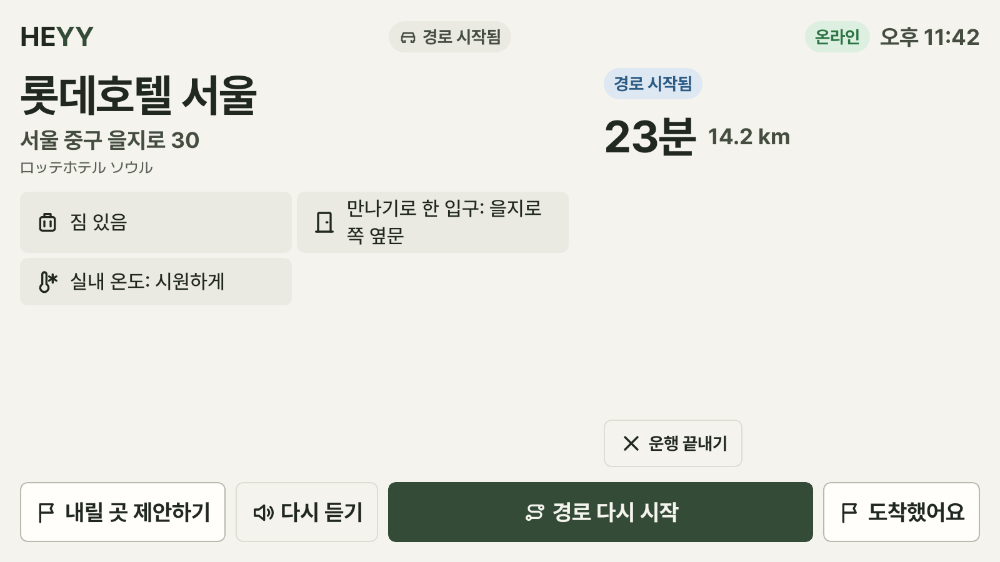 HEYY
경로 시작됨
온라인
오후 11:42
롯데호텔 서울
서울 중구 을지로 30
ロッテホテル ソウル
경로 시작됨
23분 14.2 km
짐 있음
만나기로 한 입구: 을지로
쪽 옆문
실내 온도: 시원하게
운행 끝내기
내릴 곳 제안하기
다시 듣기
경로 다시 시작
도착했어요